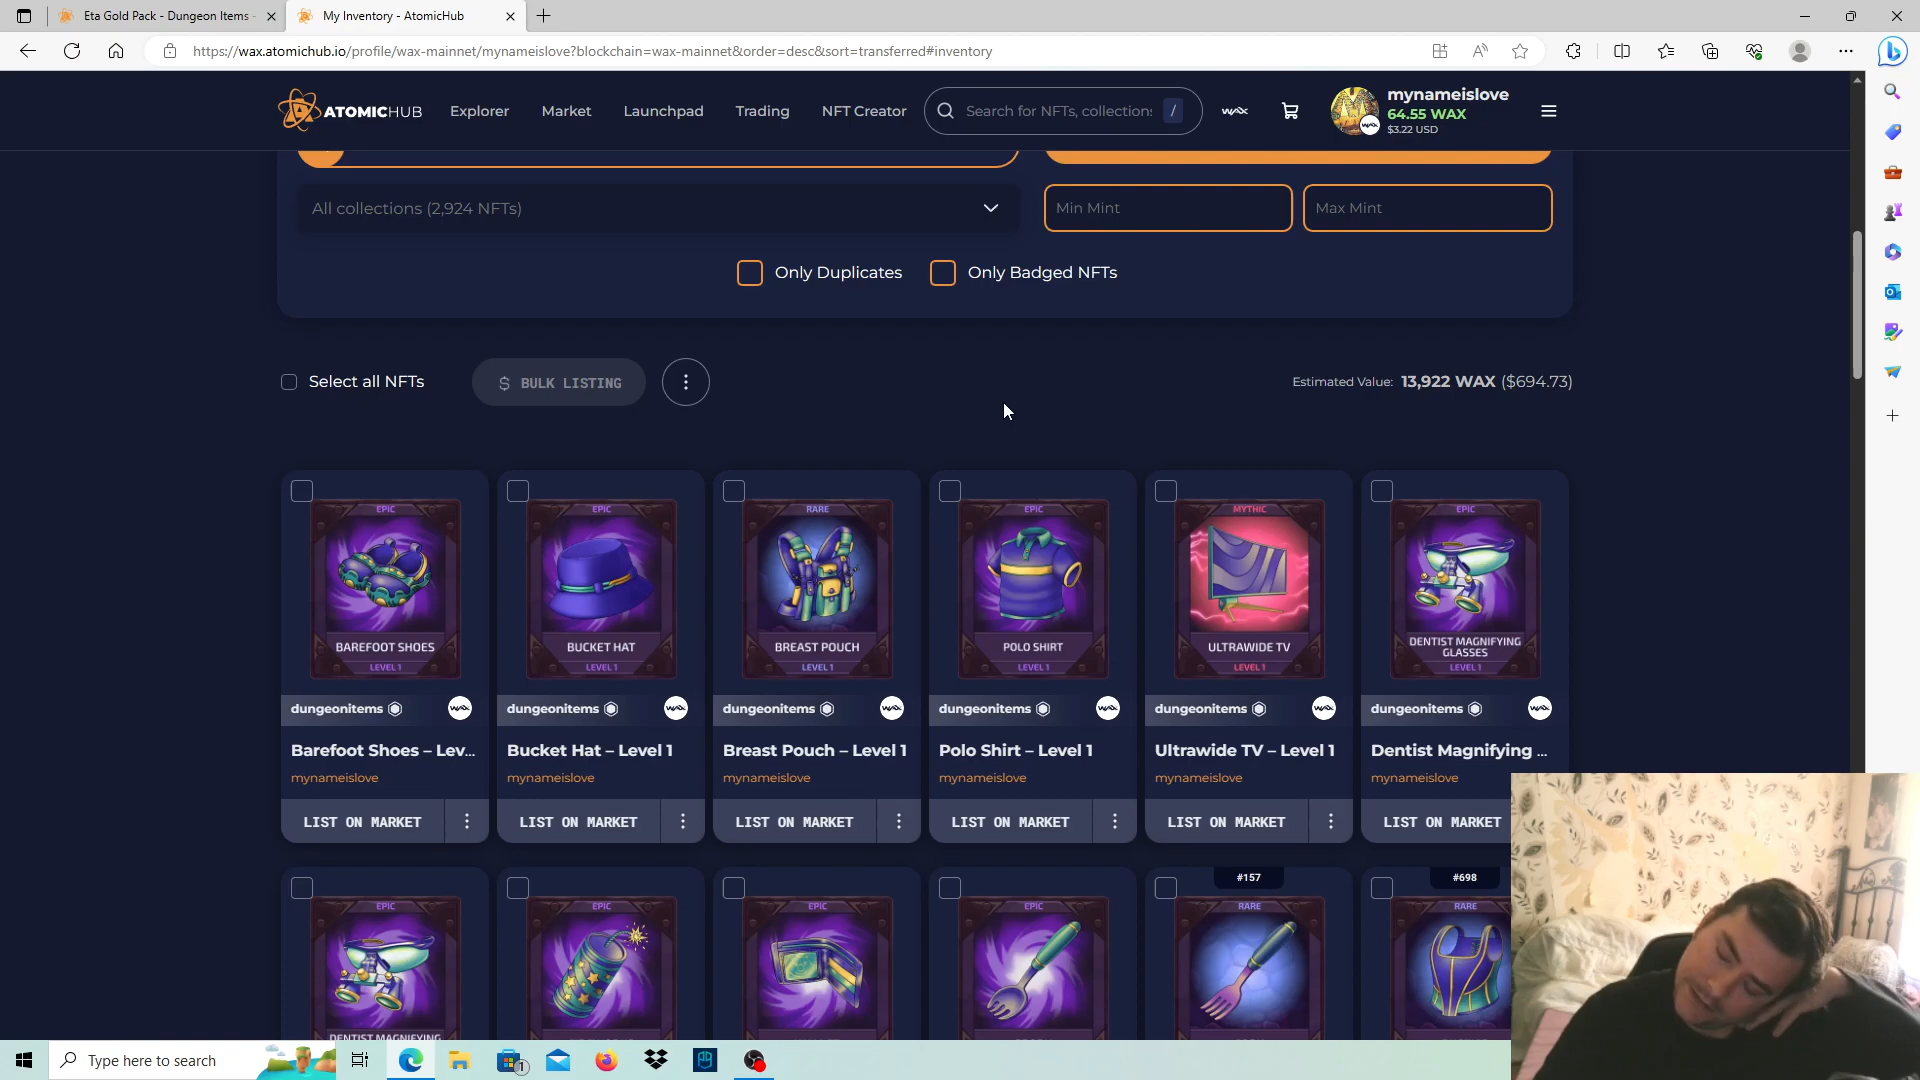 Eta Gold Pack - Dungeon Items -
My Inventory - AtomicHub
https://wax.atomichub.io/profile/wax-mainnet/mynameislove?blockchain=wax-mainnet&order=desc&sort=transferred#inventory
ATOMICHUB
Explorer
Market
Launchpad
Trading
NFT Creator
Search for NFTs, collections
/
mynameislove
64.55 WAX
$3.22 USD
All collections (2,924 NFTs)
Min Mint
Max Mint
Only Duplicates
Only Badged NFTs
Select all NFTs
$ BULK LISTING
Estimated Value: 13,922 WAX ($694.73)
EPIC
BAREFOOT SHOES
LEVEL 1
dungeonitems
Barefoot Shoes – Lev...
mynameislove
LIST ON MARKET
EPIC
BUCKET HAT
LEVEL 1
dungeonitems
Bucket Hat – Level 1
mynameislove
LIST ON MARKET
RARE
BREAST POUCH
LEVEL 1
dungeonitems
Breast Pouch – Level 1
mynameislove
LIST ON MARKET
EPIC
POLO SHIRT
LEVEL 1
dungeonitems
Polo Shirt – Level 1
mynameislove
LIST ON MARKET
MYTHIC
ULTRAWIDE TV
LEVEL 1
dungeonitems
Ultrawide TV – Level 1
mynameislove
LIST ON MARKET
EPIC
DENTIST MAGNIFYING
GLASSES
LEVEL 1
dungeonitems
Dentist Magnifying ...
mynameislove
LIST ON MARKET
EPIC
DENTIST MAGNIFYING
EPIC
EPIC
EPIC
#157
RARE
#698
RARE
Type here to search
1